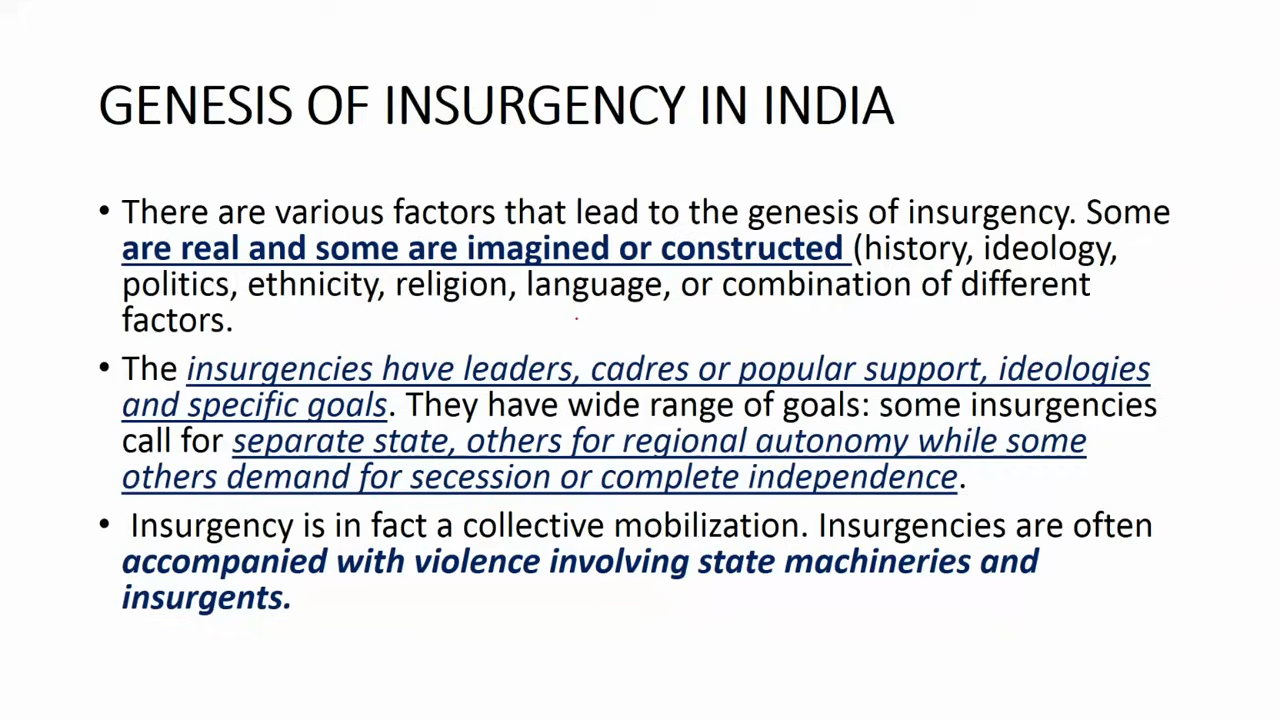 GENESIS OF INSURGENCY IN INDIA
• There are various factors that lead to the genesis of insurgency. Some
are real and some are imagined or constructed (history, ideology,
politics, ethnicity, religion, language, or combination of different
factors.
• The insurgencies have leaders, cadres or popular support, ideologies
and specific goals. They have wide range of goals: some insurgencies
call for separate state, others for regional autonomy while some
others demand for secession or complete independence.
• Insurgency is in fact a collective mobilization. Insurgencies are often
accompanied with violence involving state machineries and
insurgents.